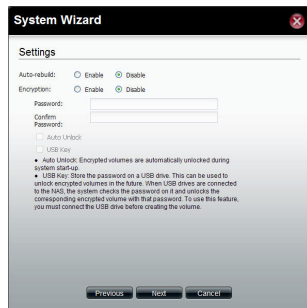 System Wizard
Settings
Auto-rebuild: Enable Disable
Encryption: Enable Disable
Password:
Confirm
Password:
Auto Unlock
USB Key
• Auto Unlock: Encrypted volumes are automatically unlocked during
system start-up.
• USB Key: Store the password on a USB drive. This can be used to
unlock encrypted volumes in the future. When USB drives are connected
to the NAS, the system checks the password on it and unlocks the
corresponding encrypted volume with that password. To use this feature,
you must connect the USB drive before creating the volume.
Previous Next Cancel